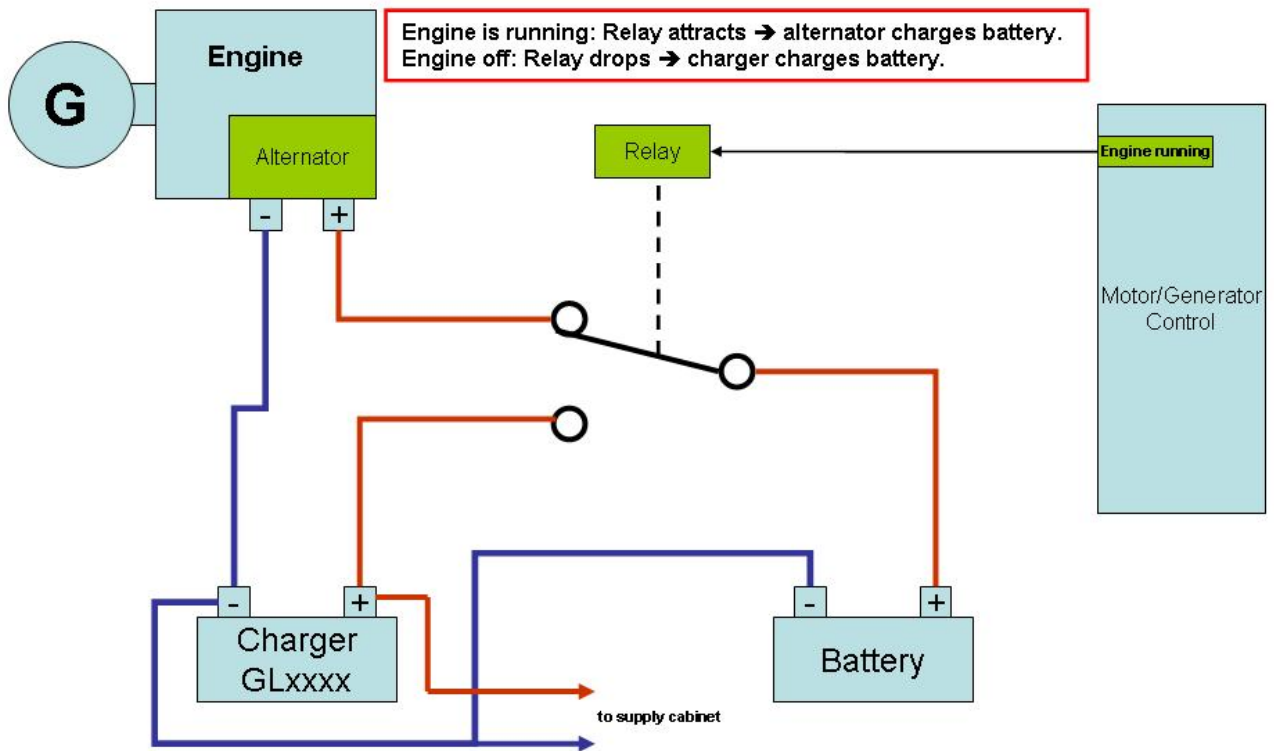 Engine is running: Relay attracts ➔ alternator charges battery.
Engine off: Relay drops ➔ charger charges battery.
Engine
G
Alternator
- +
Relay
Engine running
Motor/Generator
Control
- +
Charger
GLxxxx
- +
Battery
to supply cabinet